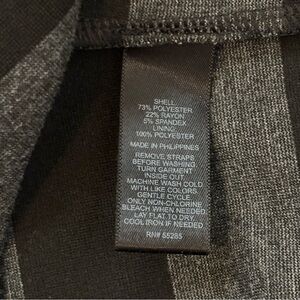 SHELL
73% POLYESTER
22% RAYON
5% SPANDEX
LINING
100% POLYESTER
MADE IN PHILIPPINES
REMOVE STRAPS
BEFORE WASHING
TURN GARMENT
INSIDE OUT.
MACHINE WASH COLD
WITH LIKE COLORS.
GENTLE CYCLE.
ONLY NON-CHLORINE
BLEACH WHEN NEEDED.
LAY FLAT TO DRY.
COOL IRON IF NEEDED
RN# 55285